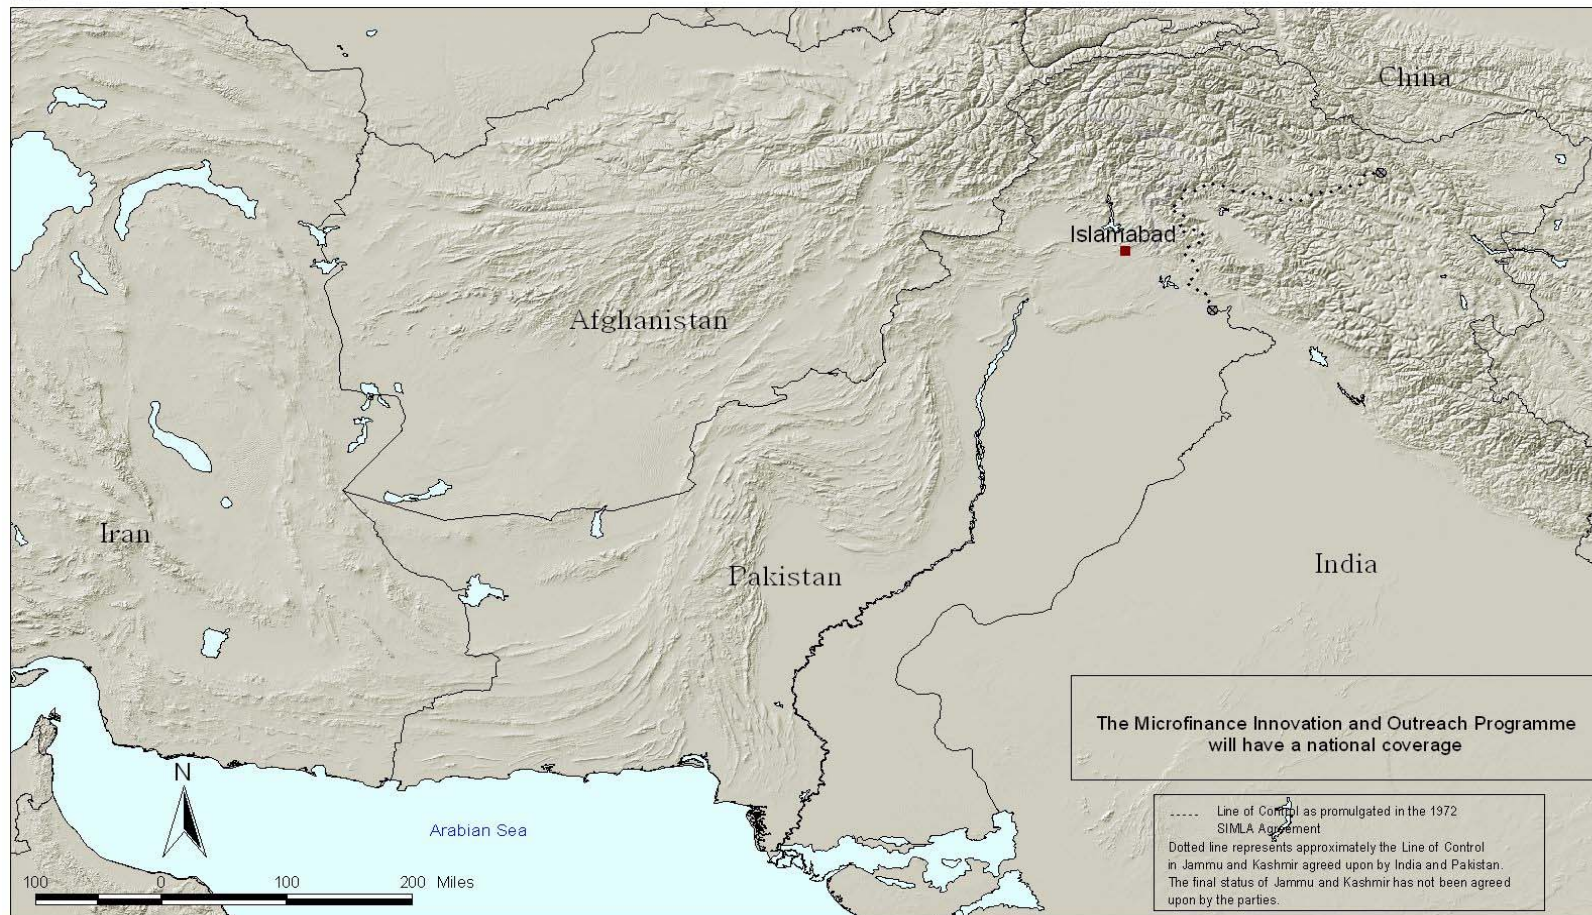 China
Islamabad
Afghanistan
Iran
Pakistan
India
The Microfinance Innovation and Outreach Programme
will have a national coverage
N
Arabian Sea
----- Line of Control as promulgated in the 1972
SIMLA Agreement
Dotted line represents approximately the Line of Control
in Jammu and Kashmir agreed upon by India and Pakistan.
The final status of Jammu and Kashmir has not been agreed
upon by the parties.
100 0 100 200 Miles